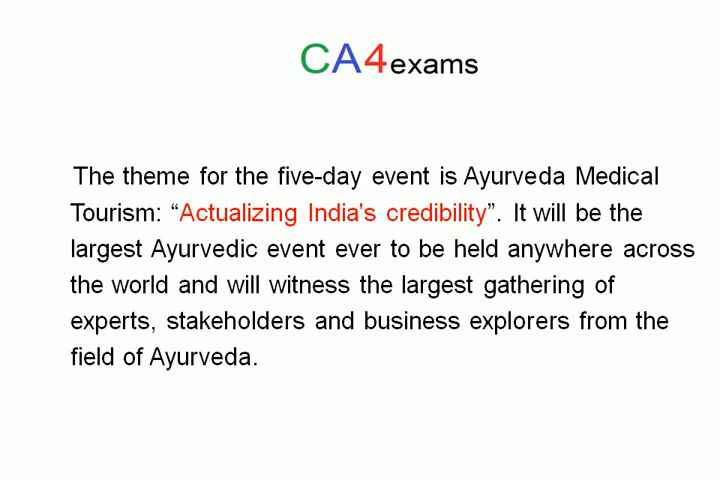 CA4exams
The theme for the five-day event is Ayurveda Medical
Tourism: “Actualizing India's credibility”. It will be the
largest Ayurvedic event ever to be held anywhere across
the world and will witness the largest gathering of
experts, stakeholders and business explorers from the
field of Ayurveda.